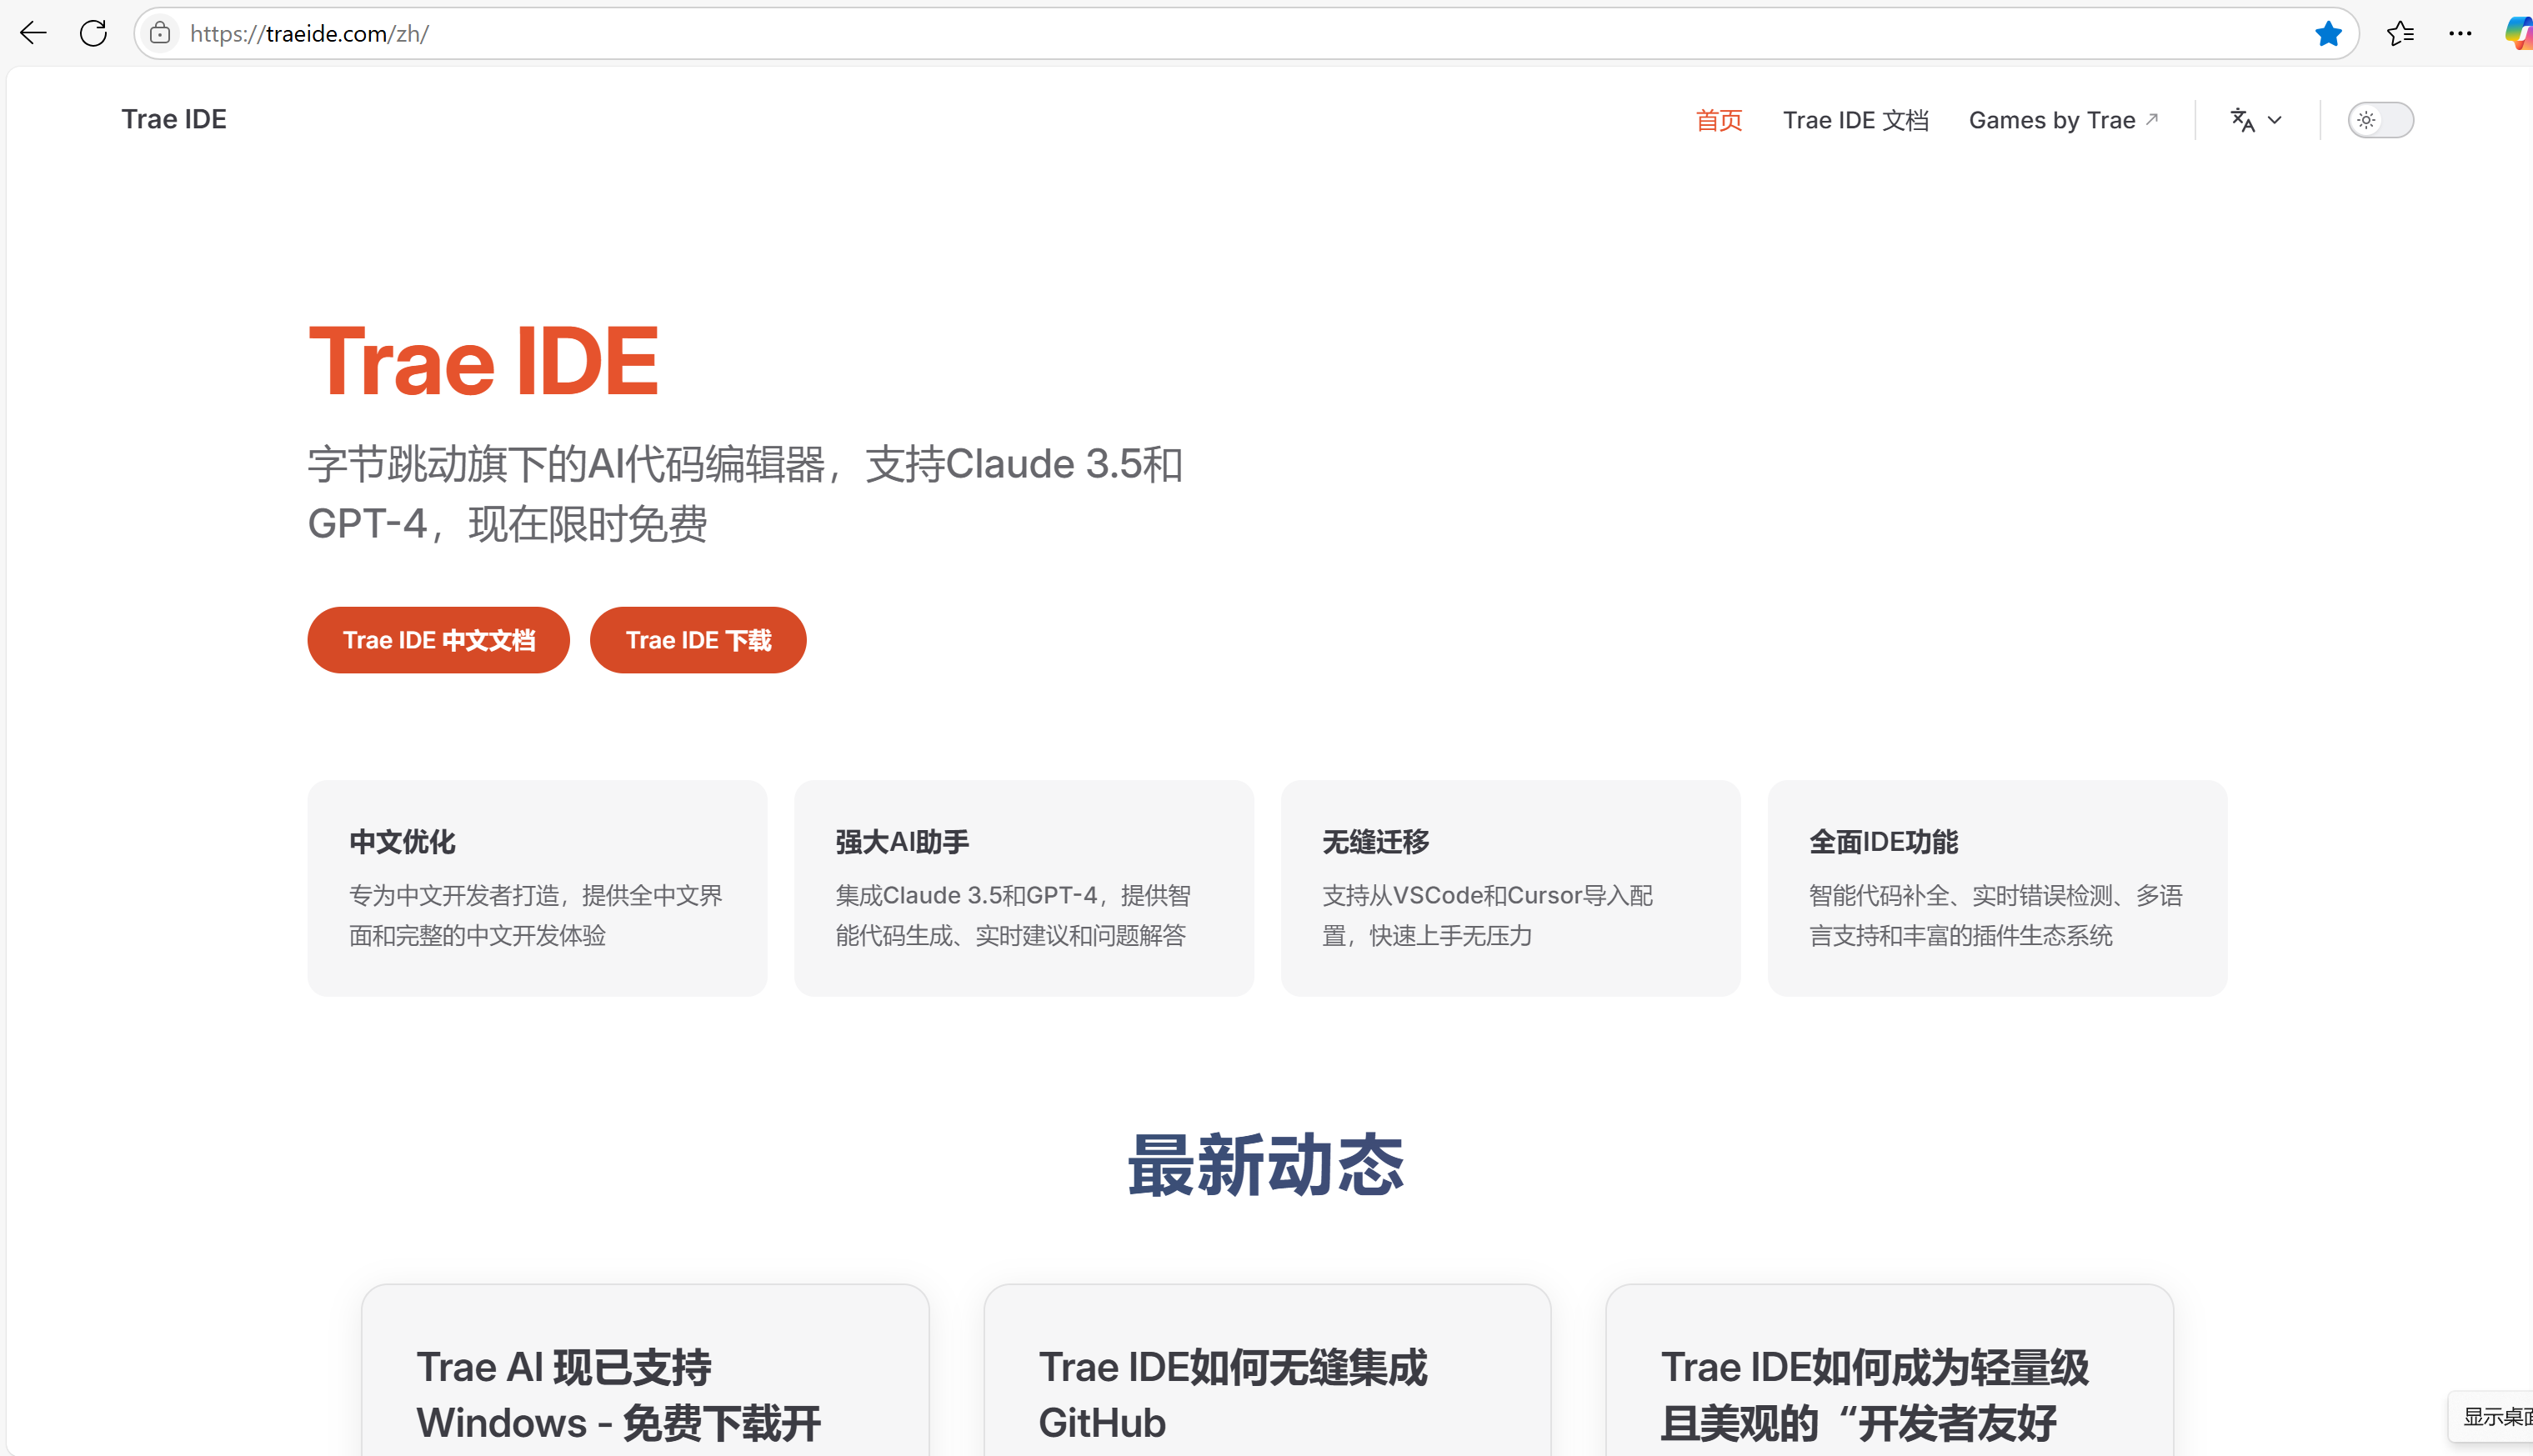 https://traeide.com/zh/
Trae IDE
首页
Trae IDE 文档
Games by Trae
Trae IDE
字节跳动旗下的AI代码编辑器，支持Claude 3.5和
GPT-4，现在限时免费
Trae IDE 中文文档
Trae IDE 下载
中文优化
专为中文开发者打造，提供全中文界
面和完整的中文开发体验
强大AI助手
集成Claude 3.5和GPT-4，提供智
能代码生成、实时建议和问题解答
无缝迁移
支持从VSCode和Cursor导入配
置，快速上手无压力
全面IDE功能
智能代码补全、实时错误检测、多语
言支持和丰富的插件生态系统
最新动态
Trae AI 现已支持
Windows - 免费下载开
Trae IDE如何无缝集成
GitHub
Trae IDE如何成为轻量级
且美观的“开发者友好
显示桌面